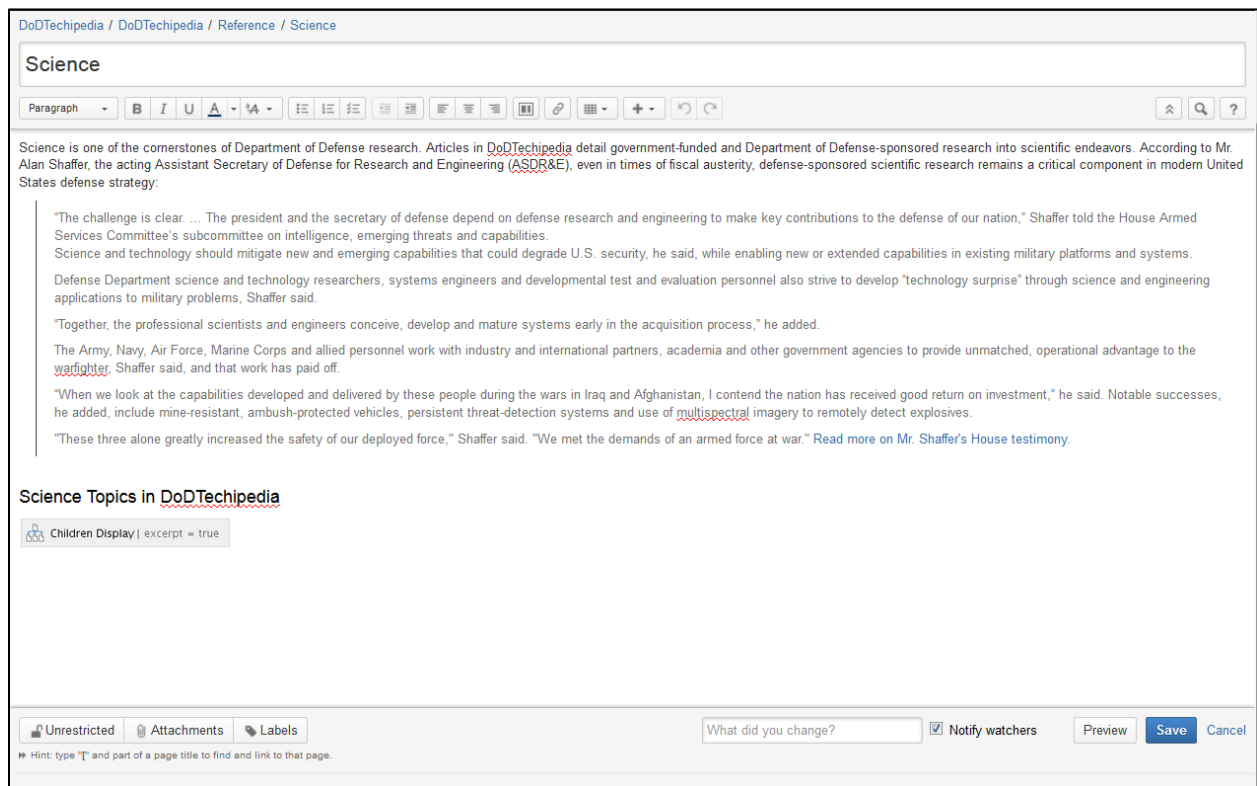 DoDTechipedia / DoDTechipedia / Reference / Science
Science
Paragraph B I U A
Science is one of the cornerstones of Department of Defense research. Articles in DoDTechipedia detail government-funded and Department of Defense-sponsored research into scientific endeavors. According to Mr.
Alan Shaffer, the acting Assistant Secretary of Defense for Research and Engineering (ASDR&E), even in times of fiscal austerity, defense-sponsored scientific research remains a critical component in modern United
States defense strategy:
“The challenge is clear. … The president and the secretary of defense depend on defense research and engineering to make key contributions to the defense of our nation,” Shaffer told the House Armed
Services Committee’s subcommittee on intelligence, emerging threats and capabilities.
Science and technology should mitigate new and emerging capabilities that could degrade U.S. security, he said, while enabling new or extended capabilities in existing military platforms and systems.
Defense Department science and technology researchers, systems engineers and developmental test and evaluation personnel also strive to develop “technology surprise” through science and engineering
applications to military problems, Shaffer said.
“Together, the professional scientists and engineers conceive, develop and mature systems early in the acquisition process,” he added.
The Army, Navy, Air Force, Marine Corps and allied personnel work with industry and international partners, academia and other government agencies to provide unmatched, operational advantage to the
warfighter, Shaffer said, and that work has paid off.
“When we look at the capabilities developed and delivered by these people during the wars in Iraq and Afghanistan, I contend the nation has received good return on investment,” he said. Notable successes,
he added, include mine-resistant, ambush-protected vehicles, persistent threat-detection systems and use of multispectral imagery to remotely detect explosives.
"These three alone greatly increased the safety of our deployed force," Shaffer said. "We met the demands of an armed force at war." Read more on Mr. Shaffer's House testimony.
Science Topics in DoDTechipedia
Children Display | excerpt = true
Unrestricted Attachments Labels What did you change? Notify watchers Preview Save Cancel
Hint: type "[" and part of a page title to find and link to that page.